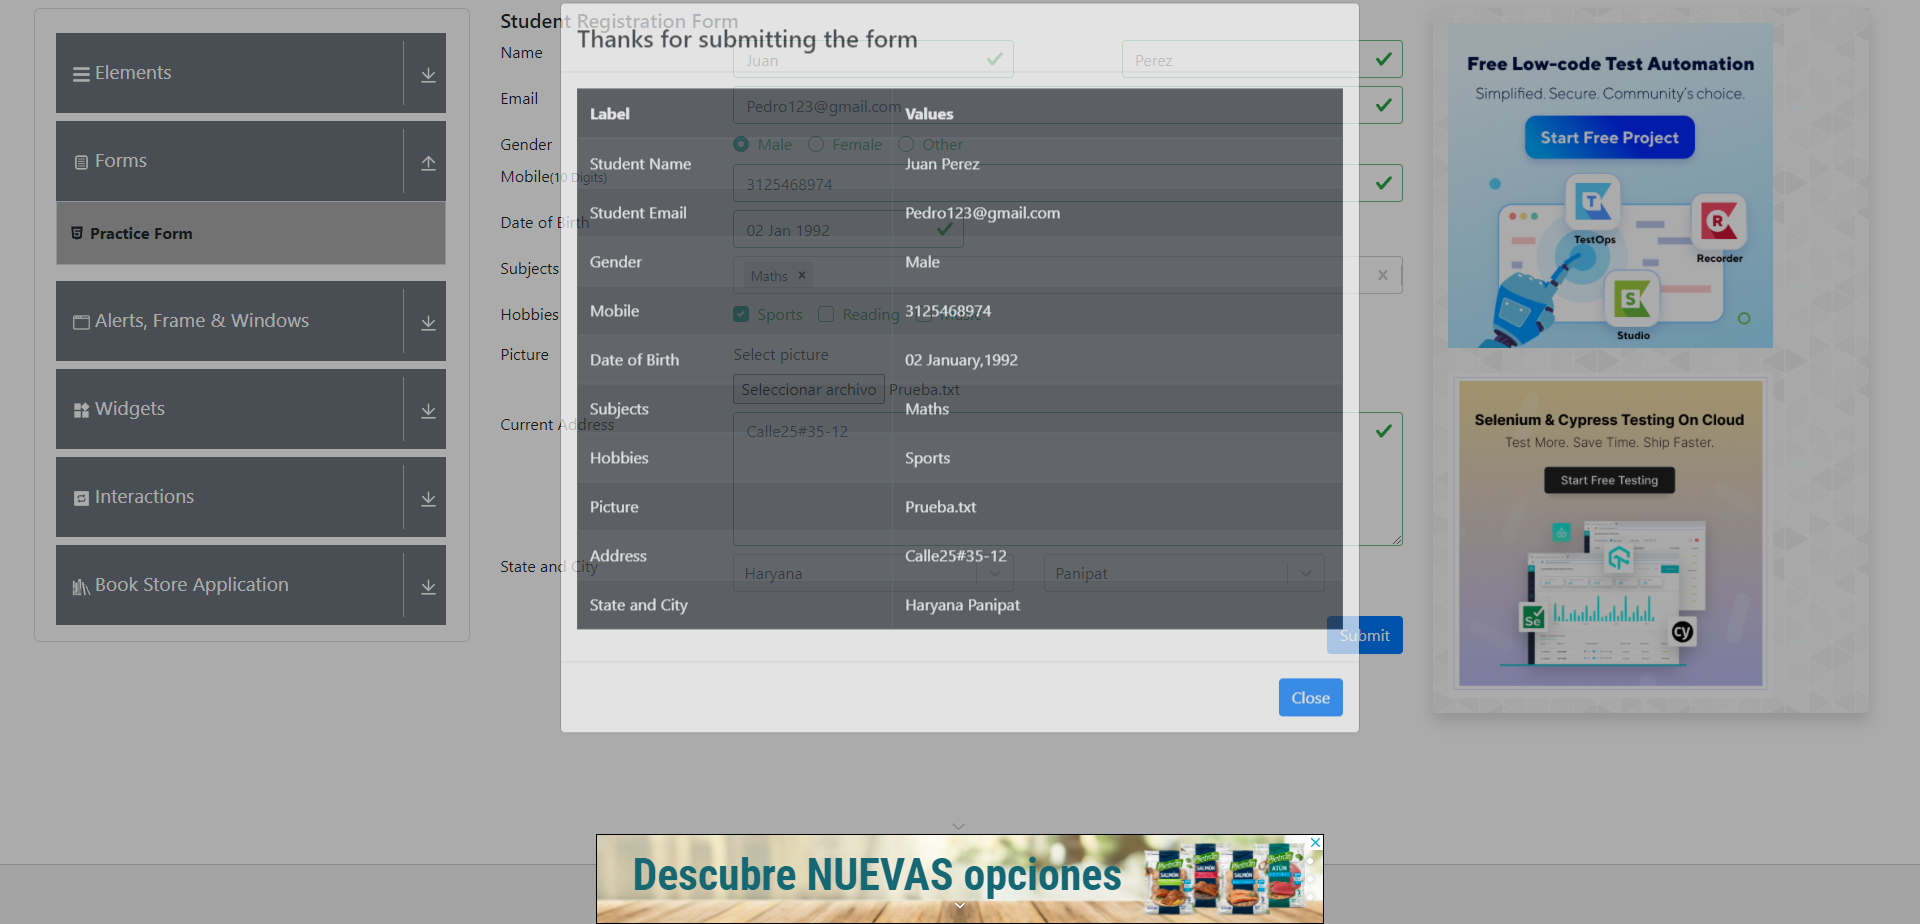 Elements
Forms
Practice Form
Alerts, Frame & Windows
Widgets
Interactions
Book Store Application
Student Registration Form
Name
Juan
Perez
Email
Pedro123@gmail.com
Gender
Male
Female
Other
Mobile(10 Digits)
3125468974
Date of Birth
02 Jan 1992
Subjects
Maths
Hobbies
Sports
Reading
Music
Picture
Select picture
Seleccionar archivo Prueba.txt
Current Address
Calle25#35-12
State and City
Haryana
Panipat
Submit
Thanks for submitting the form
Label Values
Student Name Juan Perez
Student Email Pedro123@gmail.com
Gender Male
Mobile 3125468974
Date of Birth 02 January,1992
Subjects Maths
Hobbies Sports
Picture Prueba.txt
Address Calle25#35-12
State and City Haryana Panipat
Close
Free Low-code Test Automation
Simplified. Secure. Community's choice.
Start Free Project
T
TestOps
R
Recorder
S
Studio
Selenium & Cypress Testing On Cloud
Test More. Save Time. Ship Faster.
Start Free Testing
Se
cy
Descubre NUEVAS opciones
SALMÓN
SALMÓN
ATÚN